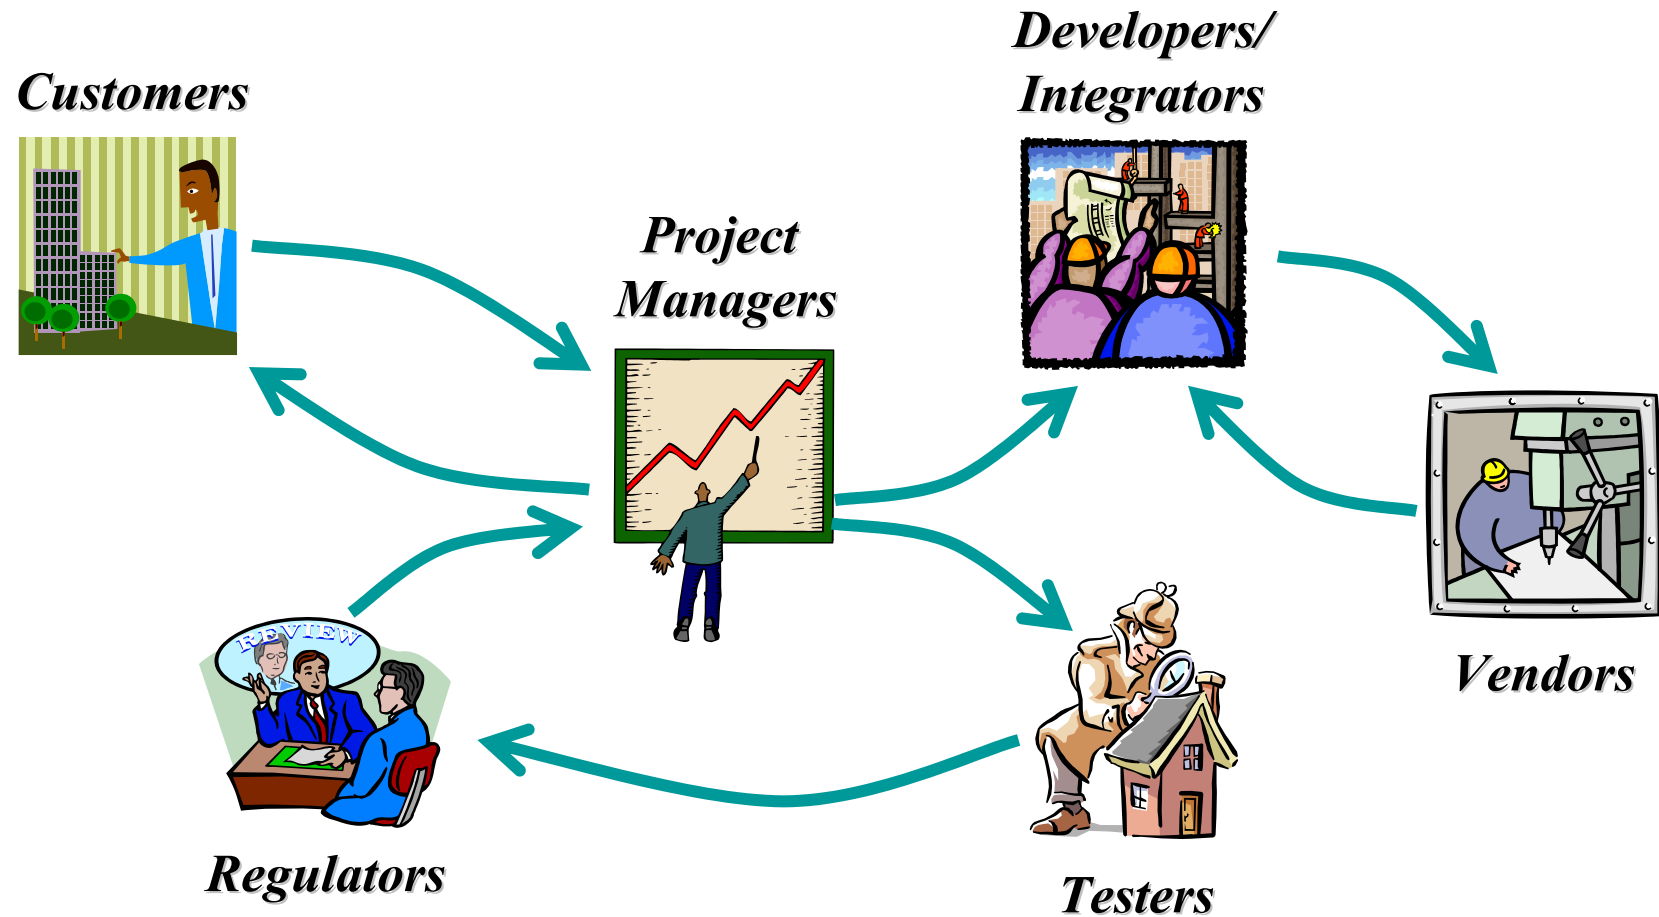 Customers
Developers/
Integrators
Project
Managers
REVIEW
Vendors
Regulators
Testers